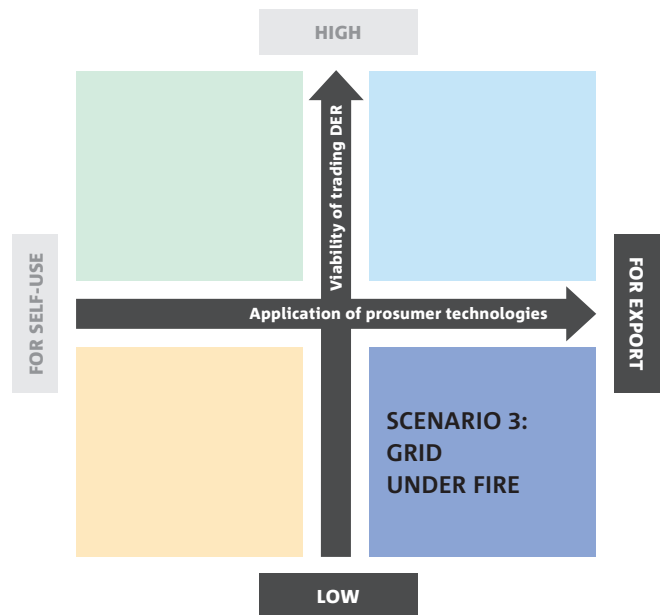 HIGH
Viability of trading DER
FOR SELF-USE
Application of prosumer technologies
FOR EXPORT
SCENARIO 3:
GRID
UNDER FIRE
LOW